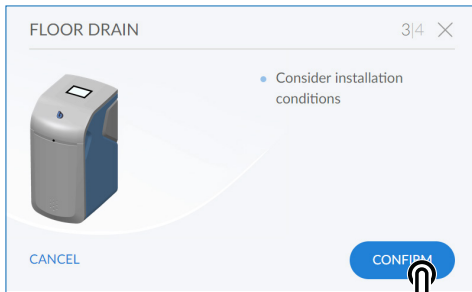 FLOOR DRAIN
3|4
• Consider installation
conditions
CANCEL
CONFIRM